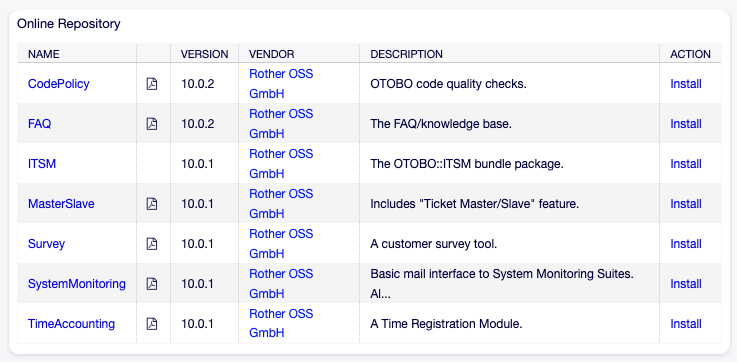 Online Repository
NAME VERSION VENDOR DESCRIPTION ACTION
CodePolicy 10.0.2 Rother OSS GmbH OTOBO code quality checks. Install
FAQ 10.0.2 Rother OSS GmbH The FAQ/knowledge base. Install
ITSM 10.0.1 Rother OSS GmbH The OTOBO::ITSM bundle package. Install
MasterSlave 10.0.1 Rother OSS GmbH Includes "Ticket Master/Slave" feature. Install
Survey 10.0.1 Rother OSS GmbH A customer survey tool. Install
SystemMonitoring 10.0.1 Rother OSS GmbH Basic mail interface to System Monitoring Suites. Al... Install
TimeAccounting 10.0.1 Rother OSS GmbH A Time Registration Module. Install